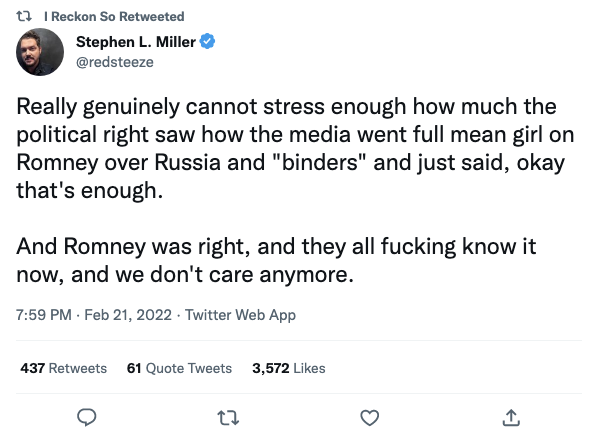 I Reckon So Retweeted
Stephen L. Miller
@redsteeze
Really genuinely cannot stress enough how much the
political right saw how the media went full mean girl on
Romney over Russia and "binders" and just said, okay
that's enough.
And Romney was right, and they all fucking know it
now, and we don't care anymore.
7:59 PM · Feb 21, 2022 · Twitter Web App
437 Retweets 61 Quote Tweets 3,572 Likes